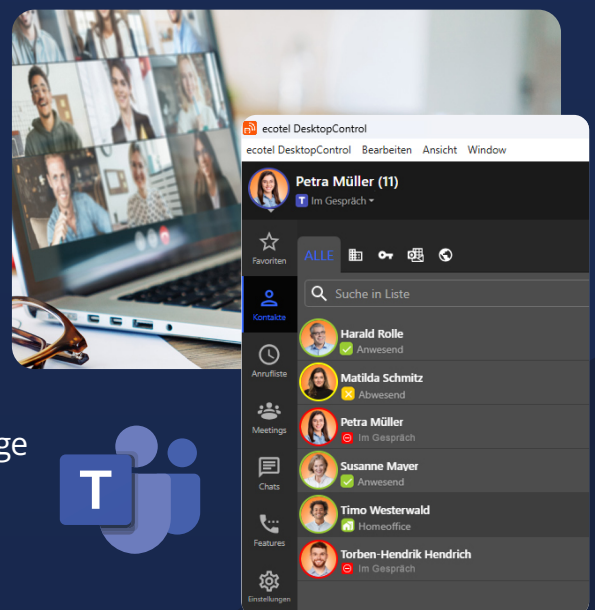 ecotel DesktopControl
ecotel DesktopControl Bearbeiten Ansicht Window
Petra Müller (11)
T Im Gespräch
Favoriten
Kontakte
Anrufliste
Meetings
Chats
Features
Einstellungen
ALLE
Suche in Liste
Harald Rolle
Anwesend
Matilda Schmitz
Abwesend
Petra Müller
Im Gespräch
Susanne Mayer
Anwesend
Timo Westerwald
Homeoffice
Torben-Hendrik Hendrich
Im Gespräch
ge
T